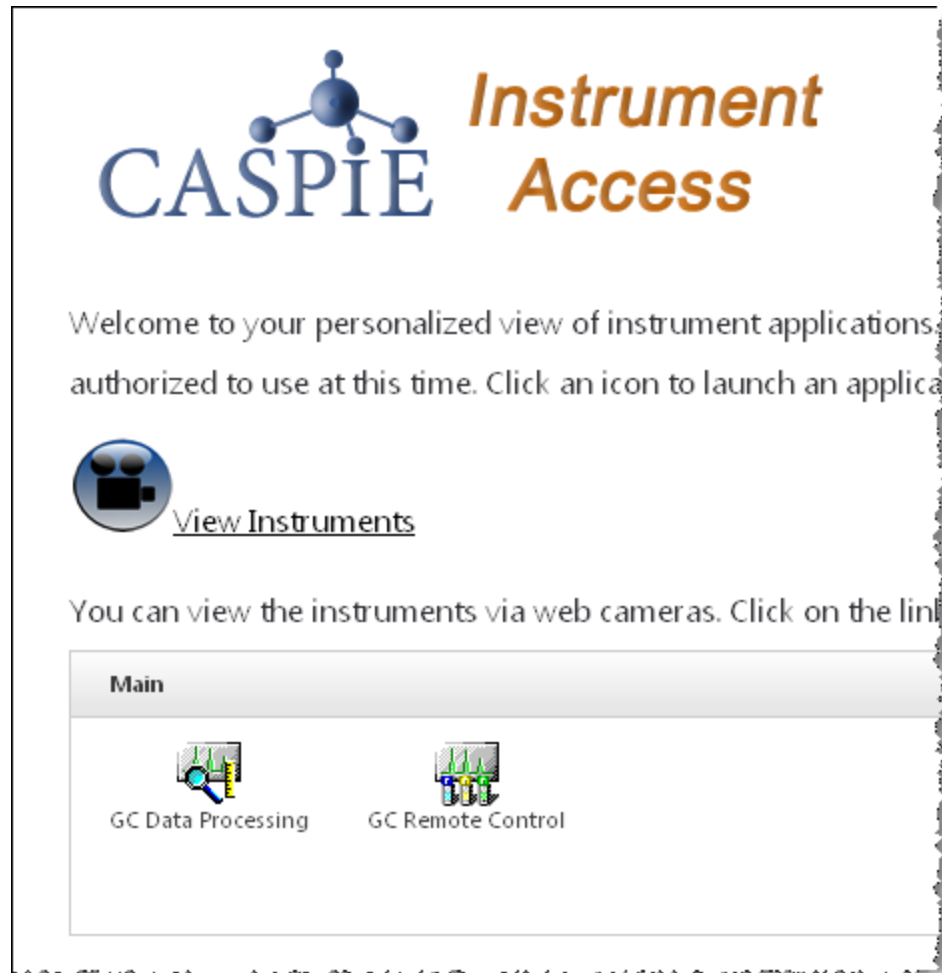 CASPiE
Instrument
Access
Welcome to your personalized view of instrument applications.
authorized to use at this time. Click an icon to launch an applica
View Instruments
You can view the instruments via web cameras. Click on the lin
Main
GC Data Processing
GC Remote Control